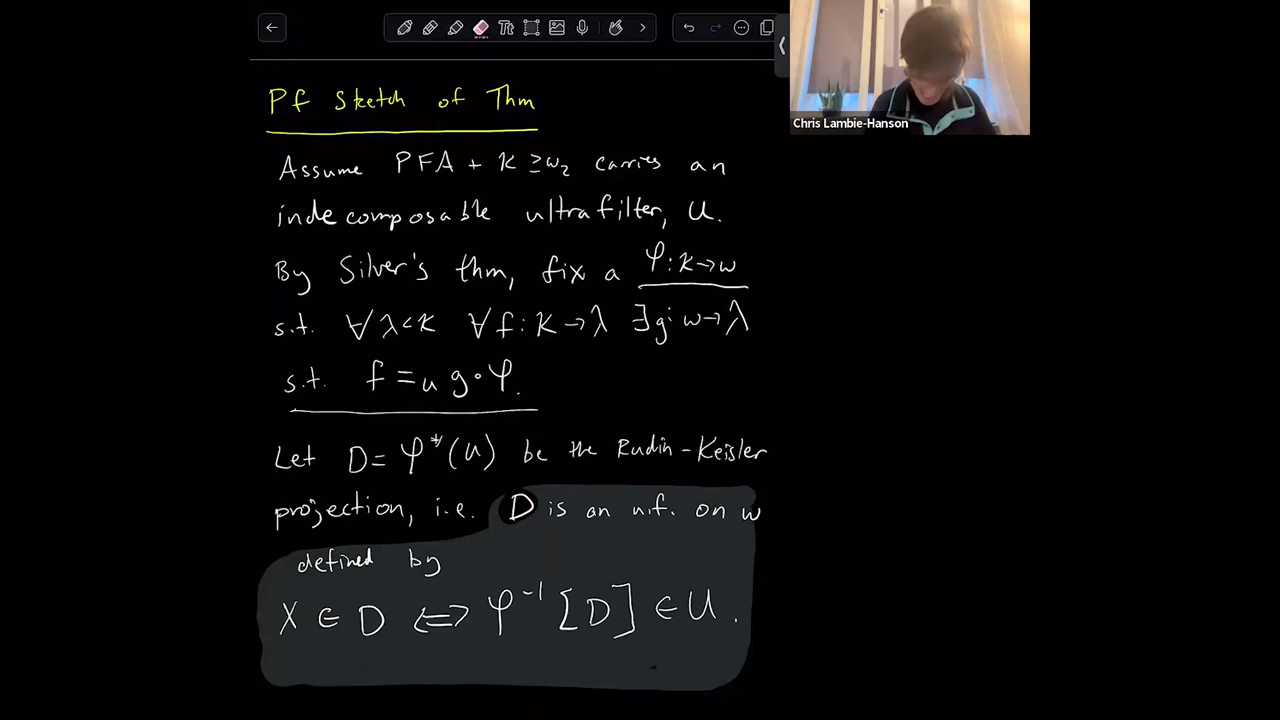 Pf Sketch of Thm
Chris Lambie-Hanson
Assume PFA + κ ≥ω₂ carries an
indecomposable ultrafilter, U.
By Silver's thm, fix a φ:κ→ω
s.t. ∀λ<κ ∀f:κ→λ ∃g:ω→λ
s.t. f =ᵤ g∘φ.
Let D= φ*(U) be the Rudin-Keisler
projection, i.e. D is an u.f. on ω
defined by
X ∈ D ⇔ φ⁻¹[D] ∈ U.